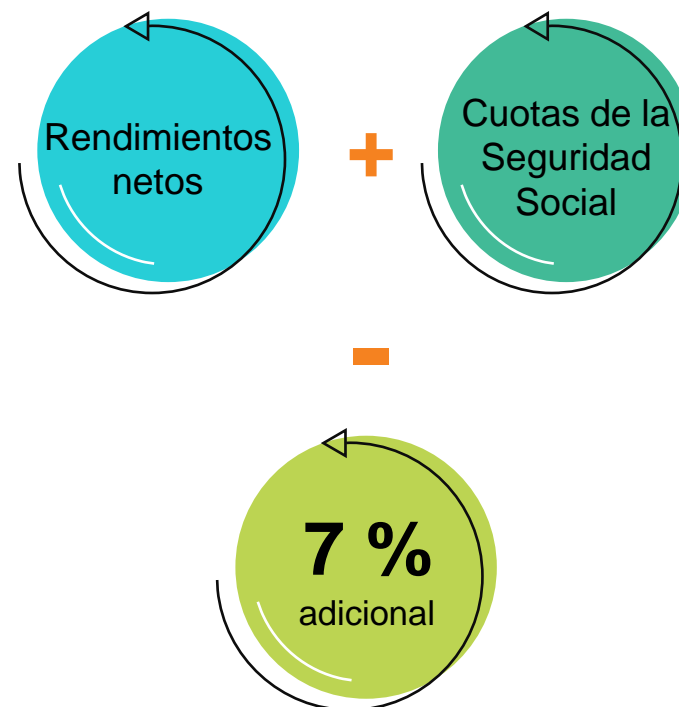 Rendimientos
netos
+
Cuotas de la
Seguridad
Social
-
7 %
adicional